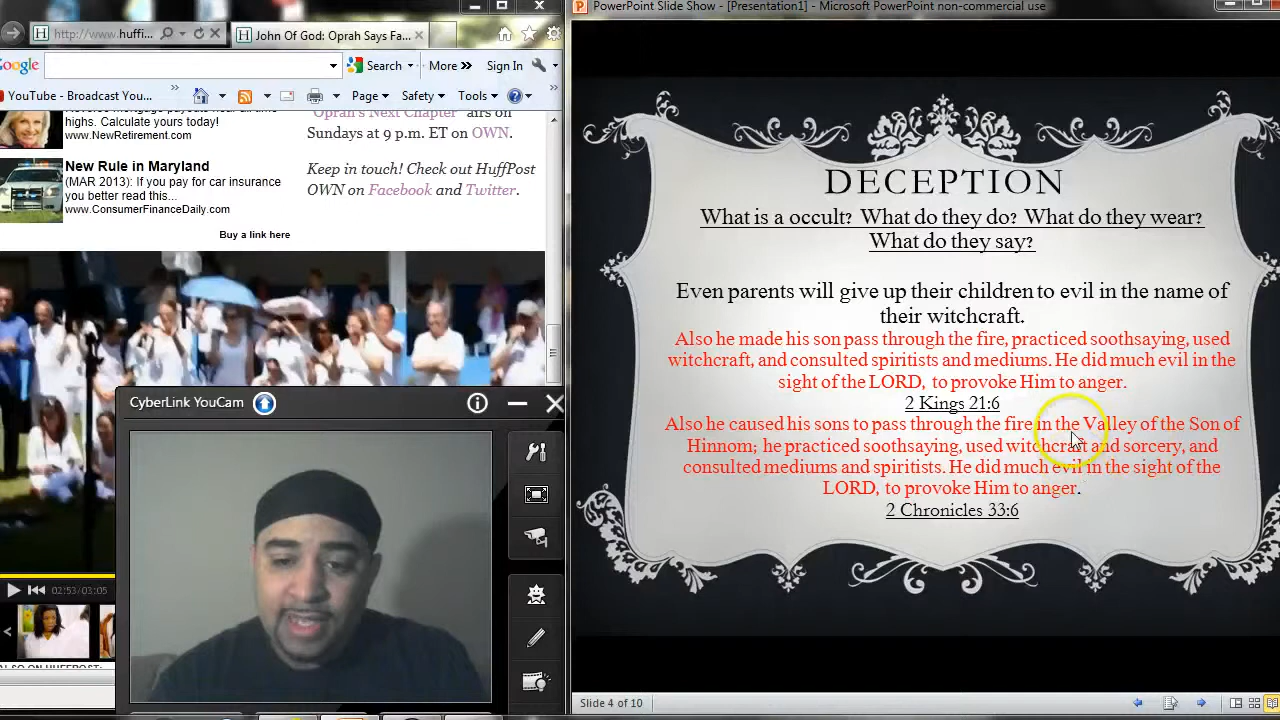 http://www.huffi...
John Of God: Oprah Says Fa...
Google
Search
More »
Sign In
YouTube - Broadcast You...
Page
Safety
Tools
highs. Calculate yours today!
www.NewRetirement.com
New Rule in Maryland
(MAR 2013): If you pay for car insurance
you better read this...
www.ConsumerFinanceDaily.com
"Oprah's Next Chapter" airs on
Sundays at 9 p.m. ET on OWN.
Keep in touch! Check out HuffPost
OWN on Facebook and Twitter.
Buy a link here
02:53/03:05
ALSO ON HUFFPOST:
CyberLink YouCam
PowerPoint Slide Show - [Presentation1] - Microsoft PowerPoint non-commercial use
DECEPTION
What is a occult? What do they do? What do they wear?
What do they say?
Even parents will give up their children to evil in the name of
their witchcraft.
Also he made his son pass through the fire, practiced soothsaying, used
witchcraft, and consulted spiritists and mediums. He did much evil in the
sight of the LORD, to provoke Him to anger.
2 Kings 21:6
Also he caused his sons to pass through the fire in the Valley of the Son of
Hinnom; he practiced soothsaying, used witchcraft and sorcery, and
consulted mediums and spiritists. He did much evil in the sight of the
LORD, to provoke Him to anger.
2 Chronicles 33:6
Slide 4 of 10